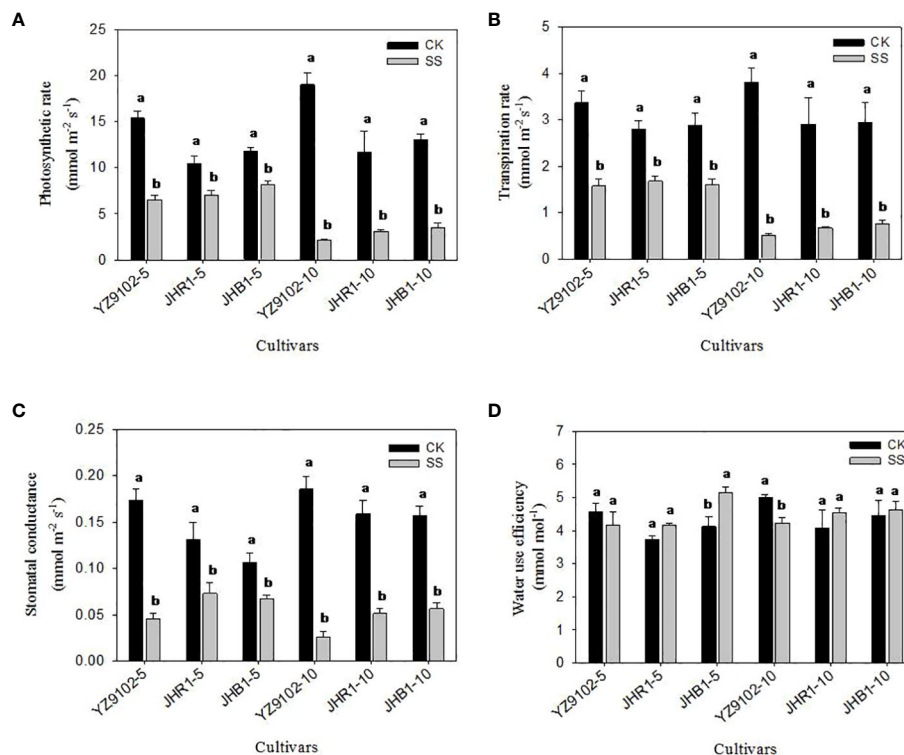 A
25
20
15
10
5
0
Photosynthetic rate
(mmol m-2 s-1)
CK
SS
a
a
a
a
a
a
b
b
b
b
b
b
YZ9102-5
JHR1-5
JHB1-5
YZ9102-10
JHR1-10
JHB1-10
Cultivars
B
5
4
3
2
1
0
Transpiration rate
(mmol m-2 s-1)
CK
SS
a
a
a
a
a
a
b
b
b
b
b
b
YZ9102-5
JHR1-5
JHB1-5
YZ9102-10
JHR1-10
JHB1-10
Cultivars
C
0.25
0.20
0.15
0.10
0.05
0.00
Stomatal conductance
(mmol m-2 s-1)
CK
SS
a
a
a
a
a
a
b
b
b
b
b
b
YZ9102-5
JHR1-5
JHB1-5
YZ9102-10
JHR1-10
JHB1-10
Cultivars
D
7
6
5
4
3
2
1
0
Water use efficiency
(mmol mol-1)
CK
SS
a a
a a
b a
a b
a a
a a
YZ9102-5
JHR1-5
JHB1-5
YZ9102-10
JHR1-10
JHB1-10
Cultivars